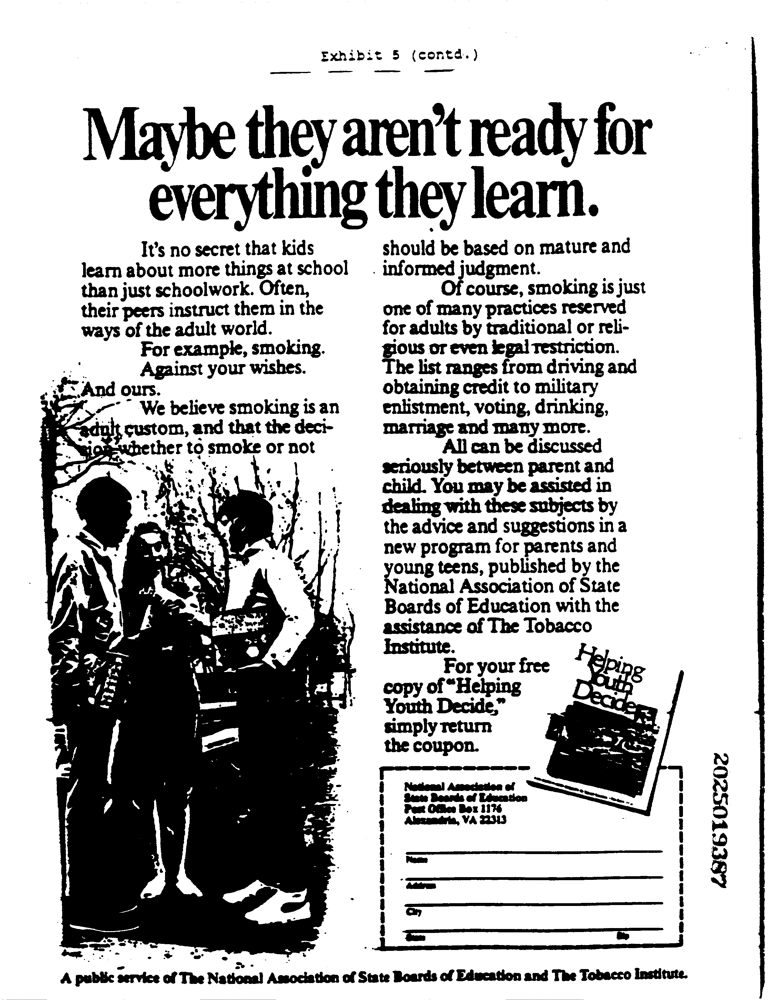 Exhibit 5 (contd.)
Maybe they aren't ready for
everything they learn.
It's no secret that kids
learn about more things at school
than just schoolwork. Often,
their peers instruct them in the
ways of the adult world.
For example, smoking.
Against your wishes.
And ours.
We believe smoking is an
adult custom, and that the deci-
sion whether to smoke or not
should be based on mature and
informed judgment.
Of course, smoking is just
one of many practices reserved
for adults by traditional or reli-
gious or even legal restriction.
The list ranges from driving and
obtaining credit to military
enlistment, voting, drinking,
marriage and many more.
All can be discussed
seriously between parent and
child. You may be assisted in
dealing with these subjects by
the advice and suggestions in a
new program for parents and
young teens, published by the
National Association of State
Boards of Education with the
assistance of The Tobacco
Institute.
For your free
copy of "Helping
Youth Decide,"
simply return
the coupon.
Helping
Youth
Decide
National Association of
State Boards of Education
Post Office Box 1176
Alexandria, VA 22313
Name
Address
City
State Zip
A public service of The National Association of State Boards of Education and The Tobacco Institute.
2025019387